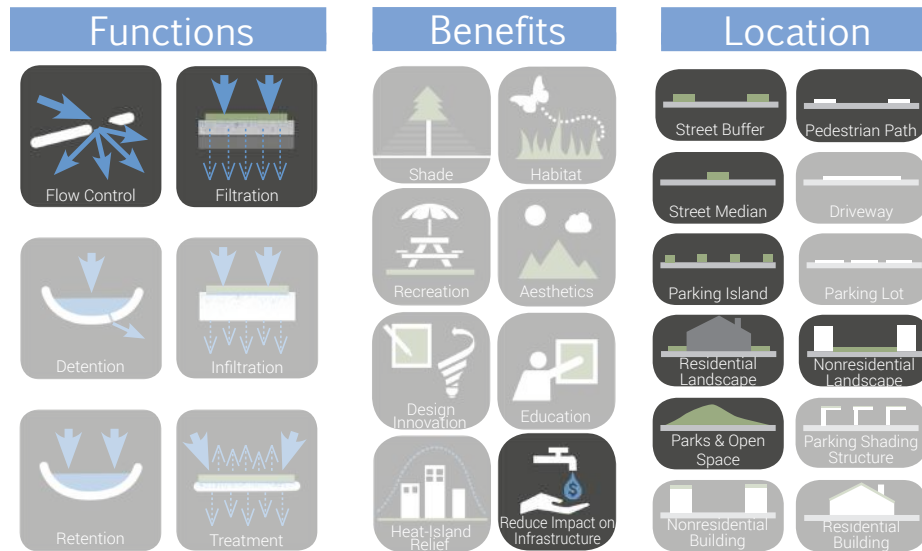 Functions
Benefits
Location
Flow Control
Filtration
Detention
Infiltration
Retention
Treatment
Shade
Habitat
Recreation
Aesthetics
Design
Innovation
Education
Heat-Island
Relief
$
Reduce Impact on
Infrastructure
Street Buffer
Pedestrian Path
Street Median
Driveway
Parking Island
Parking Lot
Residential
Landscape
Nonresidential
Landscape
Parks & Open
Space
Parking Shading
Structure
Nonresidential
Building
Residential
Building